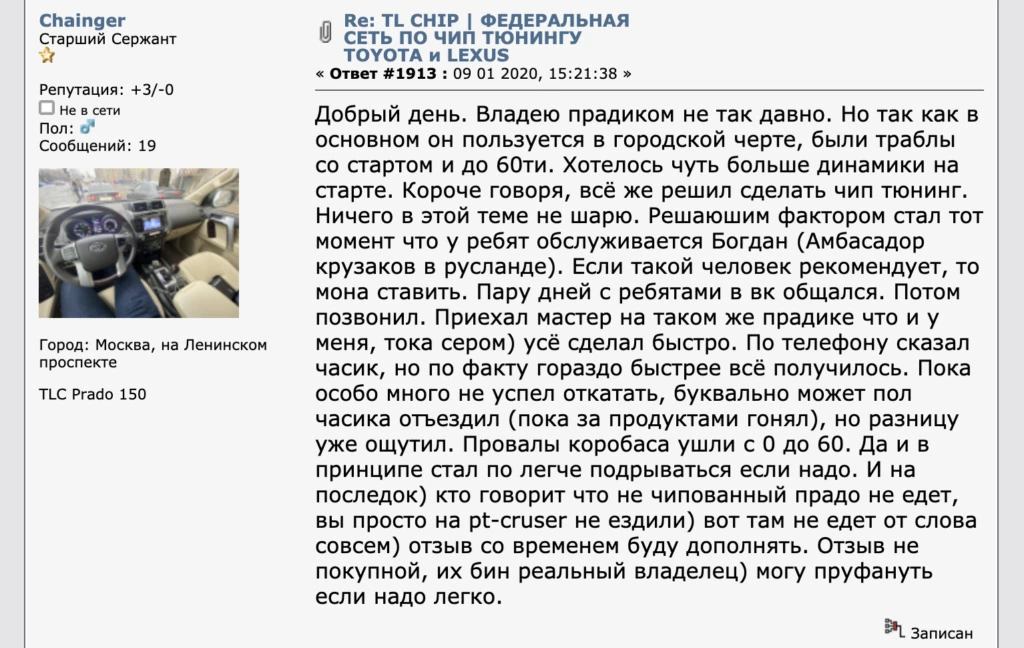 Chainger
Старший Сержант
Репутация: +3/-0
Не в сети
Пол:
Сообщений: 19
Город: Москва, на Ленинском
проспекте
TLC Prado 150
Re: TL CHIP | ФЕДЕРАЛЬНАЯ
СЕТЬ ПО ЧИП ТЮНИНГУ
TOYOTA и LEXUS
« Ответ #1913 : 09 01 2020, 15:21:38 »
Добрый день. Владею прадиком не так давно. Но так как в
основном он пользуется в городской черте, были траблы
со стартом и до 60ти. Хотелось чуть больше динамики на
старте. Короче говоря, всё же решил сделать чип тюнинг.
Ничего в этой теме не шарю. Решаюшим фактором стал тот
момент что у ребят обслуживается Богдан (Амбасадор
крузаков в русланде). Если такой человек рекомендует, то
мона ставить. Пару дней с ребятами в вк общался. Потом
позвонил. Приехал мастер на таком же прадике что и у
меня, тока сером) усё сделал быстро. По телефону сказал
часик, но по факту гораздо быстрее всё получилось. Пока
особо много не успел откатать, буквально может пол
часика отъездил (пока за продуктами гонял), но разницу
уже ощутил. Провалы коробаса ушли с 0 до 60. Да и в
принципе стал по легче подрываться если надо. И на
последок) кто говорит что не чипованный прадо не едет,
вы просто на pt-cruser не ездили) вот там не едет от слова
совсем) отзыв со временем буду дополнять. Отзыв не
покупной, их бин реальный владелец) могу пруфануть
если надо легко.
Записан